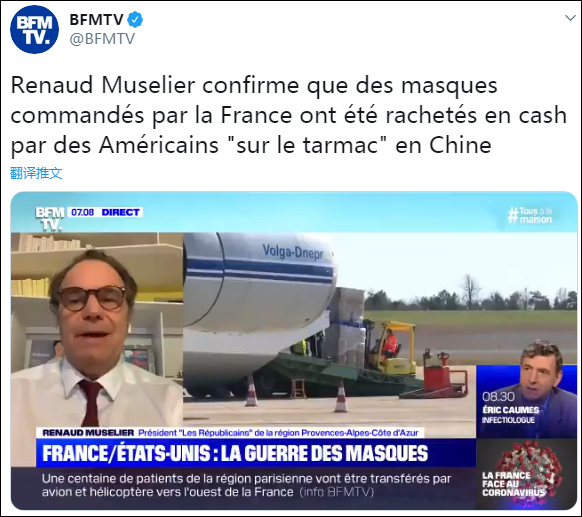 BFMTV
@BFMTV
Renaud Muselier confirme que des masques
commandés par la France ont été rachetés en cash
par des Américains "sur le tarmac" en Chine
翻译推文
BFM
TV.
07.08 DIRECT
#Tous à la
maison
Volga-Dnepr
08.30
ÉRIC CAUMES
INFECTIOLOGUE
RENAUD MUSELIER Président "Les Républicains" de la région Provences-Alpes-Côte d'Azur
FRANCE/ÉTATS-UNIS : LA GUERRE DES MASQUES
Une centaine de patients de la région parisienne vont être transférés par
avion et hélicoptère vers l'ouest de la France (info BFMTV)
LA FRANCE
FACE AU
CORONAVIRUS
BFM
TV.